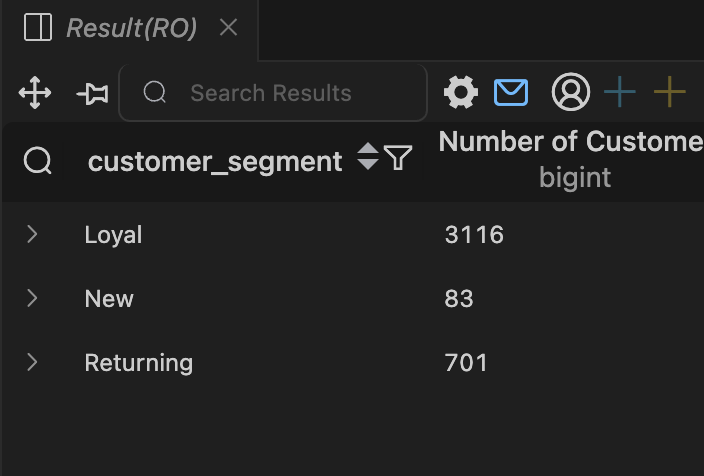 Result(RO)
Search Results
customer_segment
Number of Custome
bigint
Loyal 3116
New 83
Returning 701